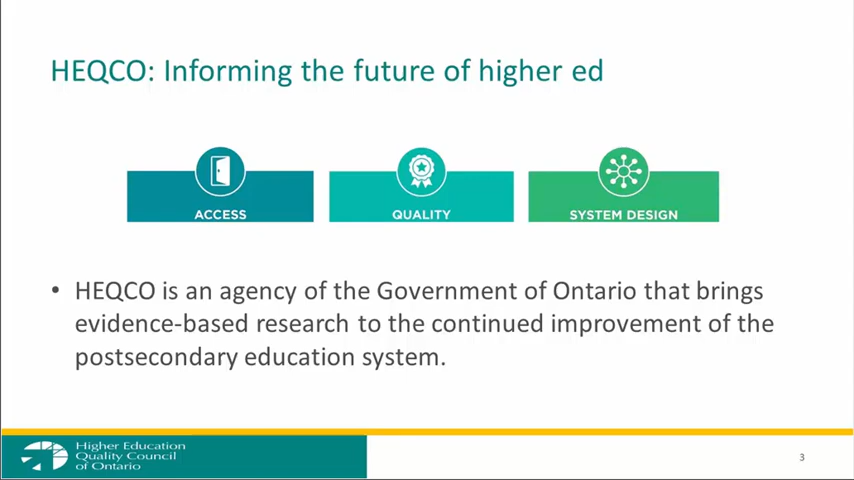 HEQCO: Informing the future of higher ed
ACCESS
QUALITY
SYSTEM DESIGN
• HEQCO is an agency of the Government of Ontario that brings
evidence-based research to the continued improvement of the
postsecondary education system.
Higher Education
Quality Council
of Ontario
3